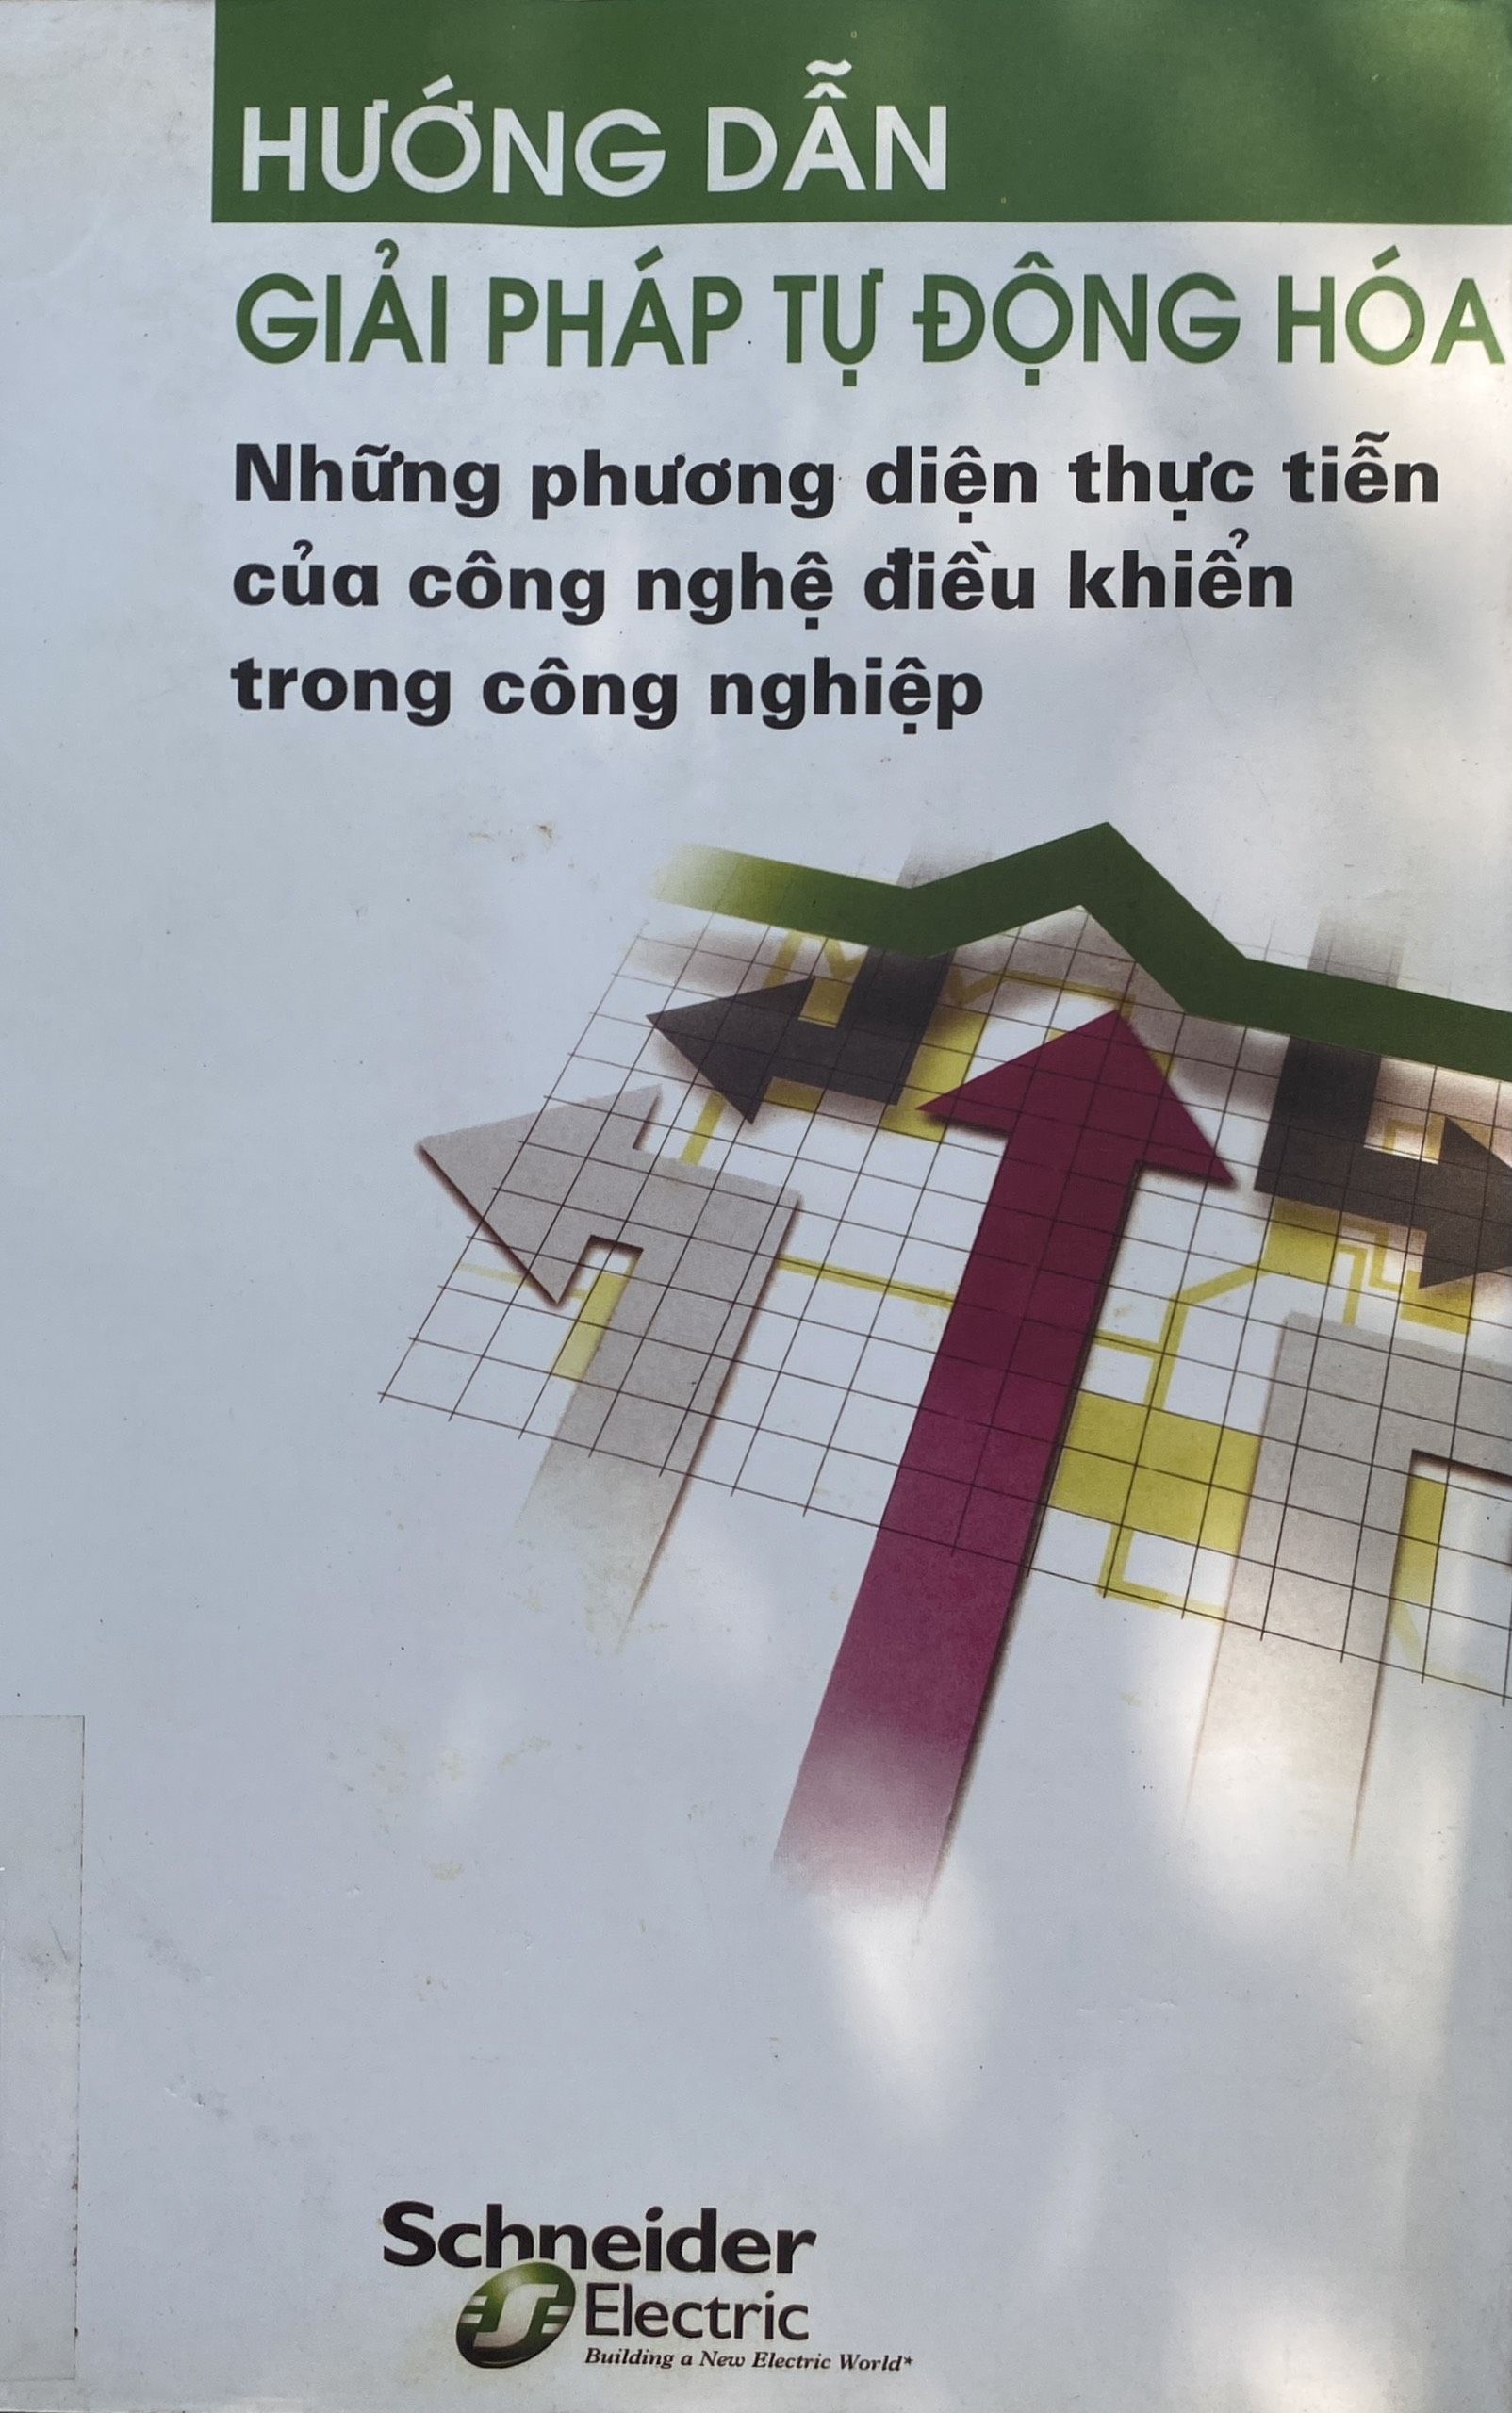 HƯỚNG DẪN
GIẢI PHÁP TỰ ĐỘNG HÓA
Những phương diện thực tiễn
của công nghệ điều khiển
trong công nghiệp
Schneider
Electric
Building a New Electric World*